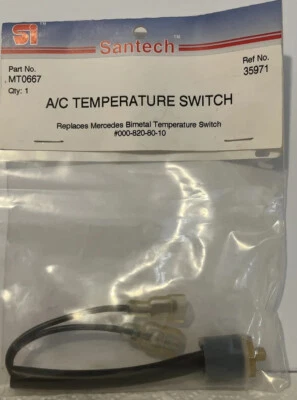 Si
Santech®
Part No.
MT0667
Qty: 1
Ref No.
35971
A/C TEMPERATURE SWITCH
Replaces Mercedes Bimetal Temperature Switch
#000-820-80-10